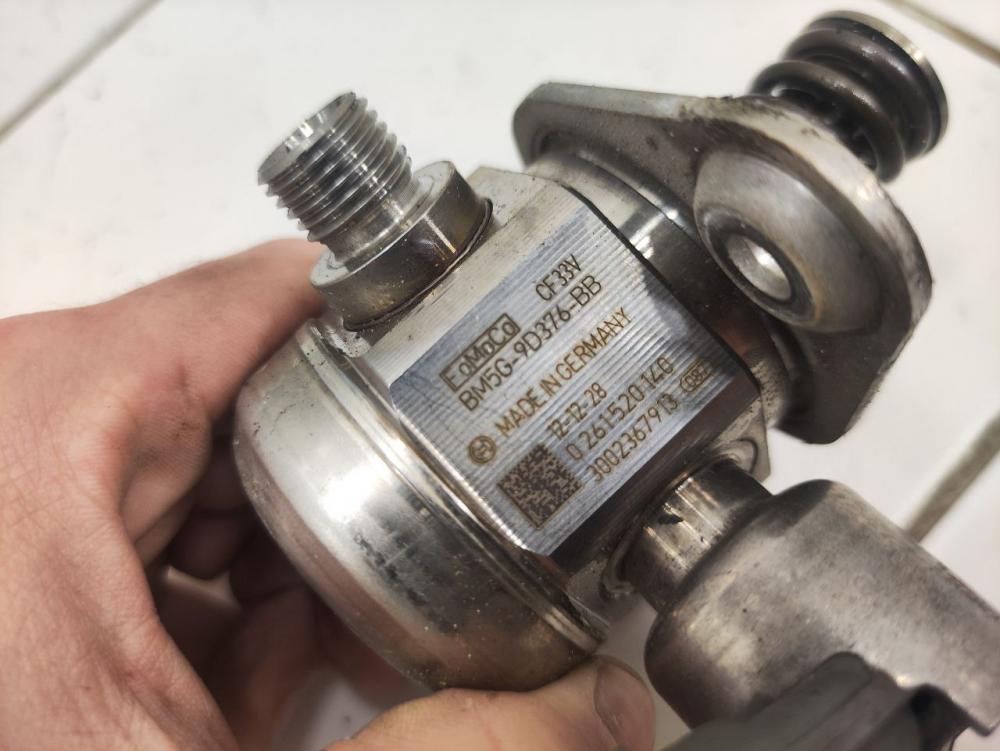 CF33V
FoMoCo
BM5G-9D376-BB
MADE IN GERMANY
12-12-28
0 261 520 140
3002367913